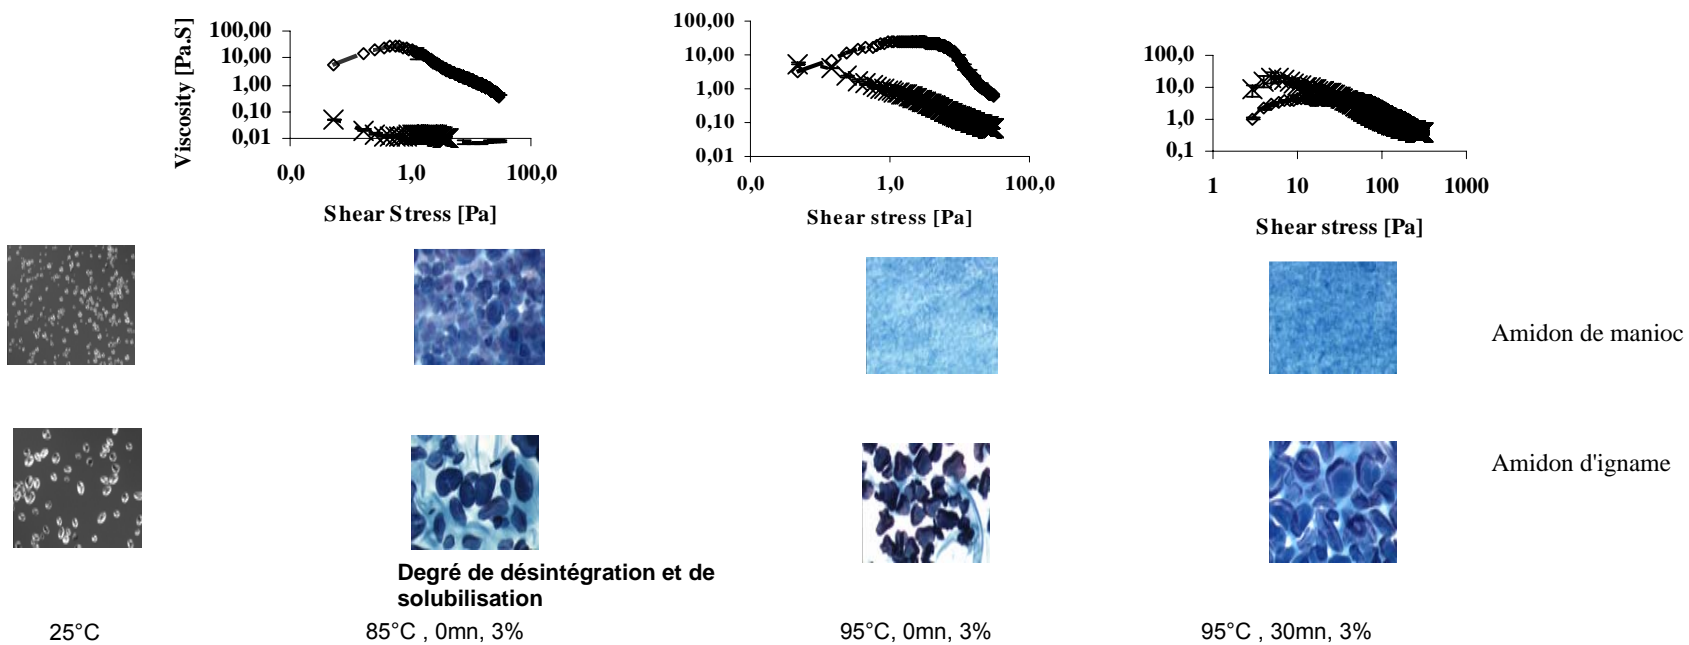 Viscosity [Pa.S]
100,00
10,00
1,00
0,10
0,01
0,0
1,0
100,0
Shear Stress [Pa]
100,00
10,00
1,00
0,10
0,01
0,0
1,0
100,0
Shear stress [Pa]
100,0
10,0
1,0
0,1
1
10
100
1000
Shear stress [Pa]
Amidon de manioc
Amidon d'igname
Degré de désintégration et de
solubilisation
25°C
85°C , 0mn, 3%
95°C, 0mn, 3%
95°C , 30mn, 3%